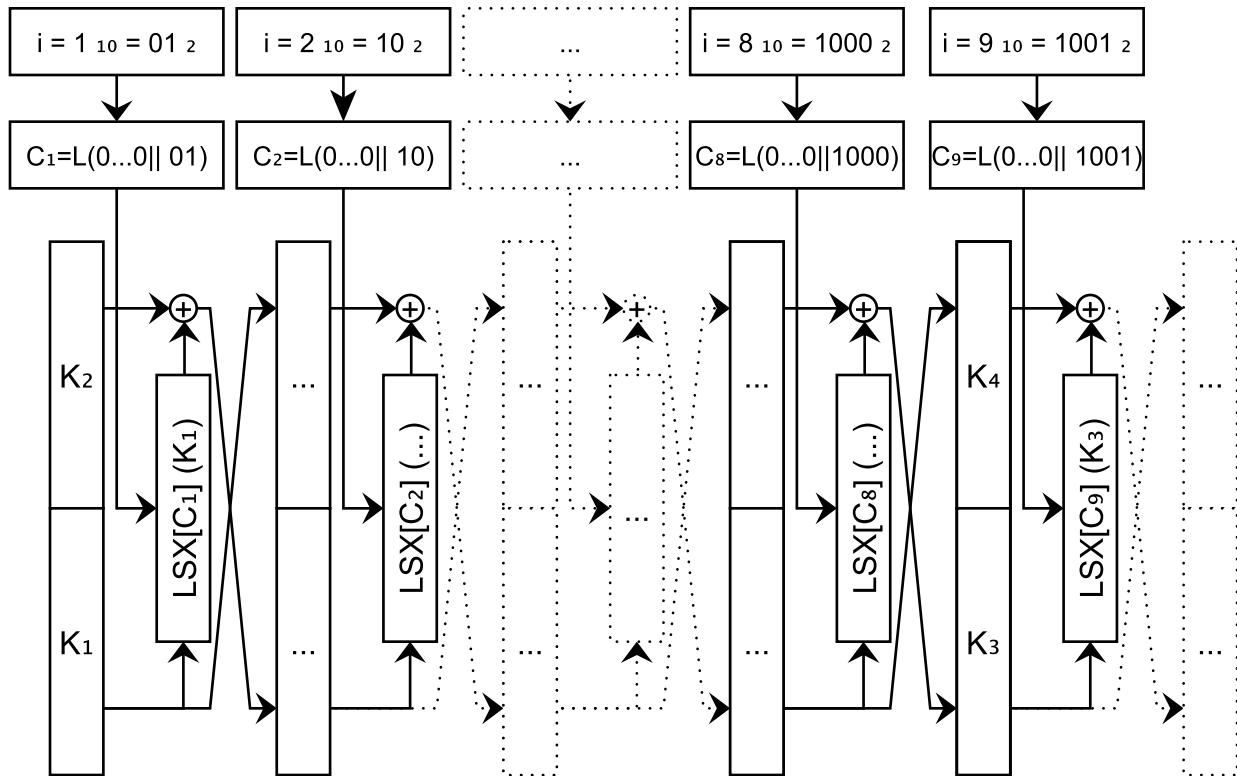 i = 1 10 = 01 2
i = 2 10 = 10 2
...
i = 8 10 = 1000 2
i = 9 10 = 1001 2
C1=L(0...0|| 01)
C2=L(0...0|| 10)
...
C8=L(0...0||1000)
C9=L(0...0|| 1001)
K2
+
...
+
...
+
...
+
K4
+
...
LSX[C1] (K1)
LSX[C2] (...)
...
LSX[C8] (...)
LSX[C9] (K3)
K1
...
...
...
K3
...